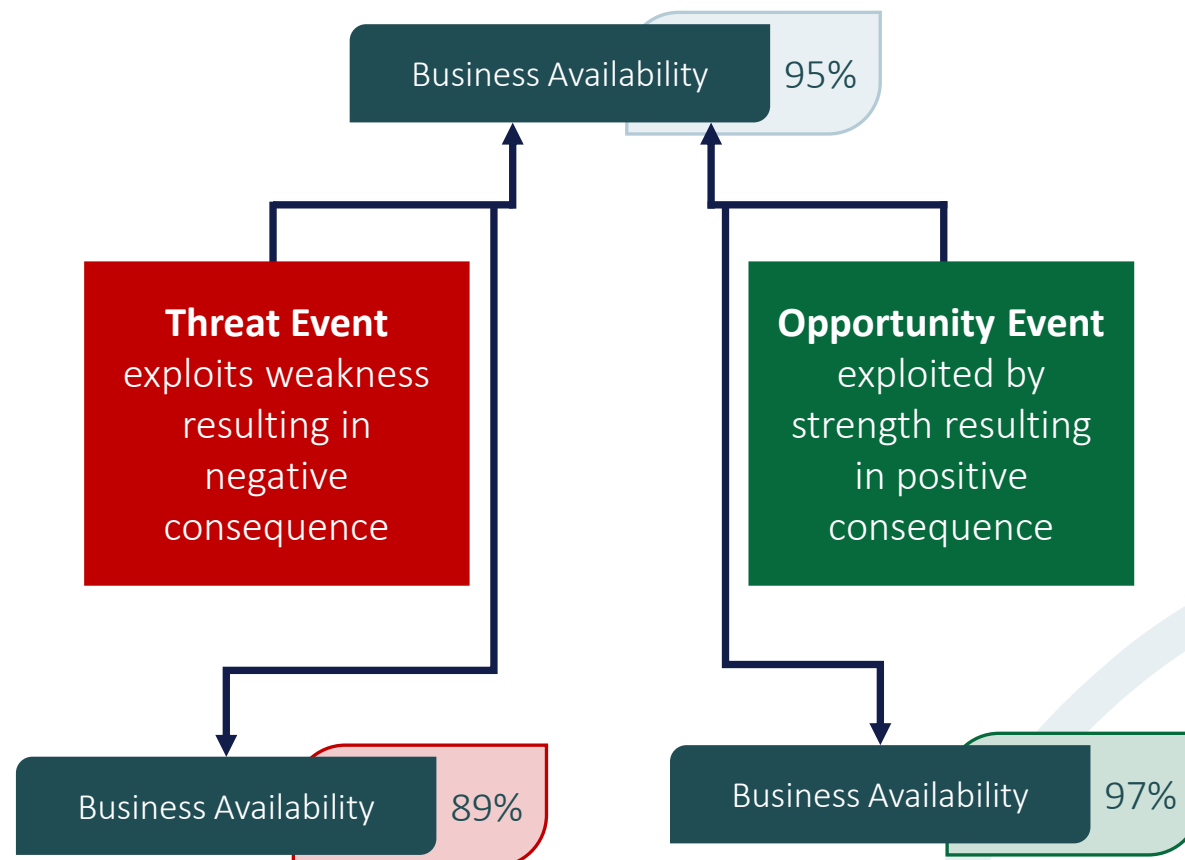 Business Availability 95%
Threat Event
exploits weakness
resulting in
negative
consequence
Opportunity Event
exploited by
strength resulting
in positive
consequence
Business Availability 89%
Business Availability 97%